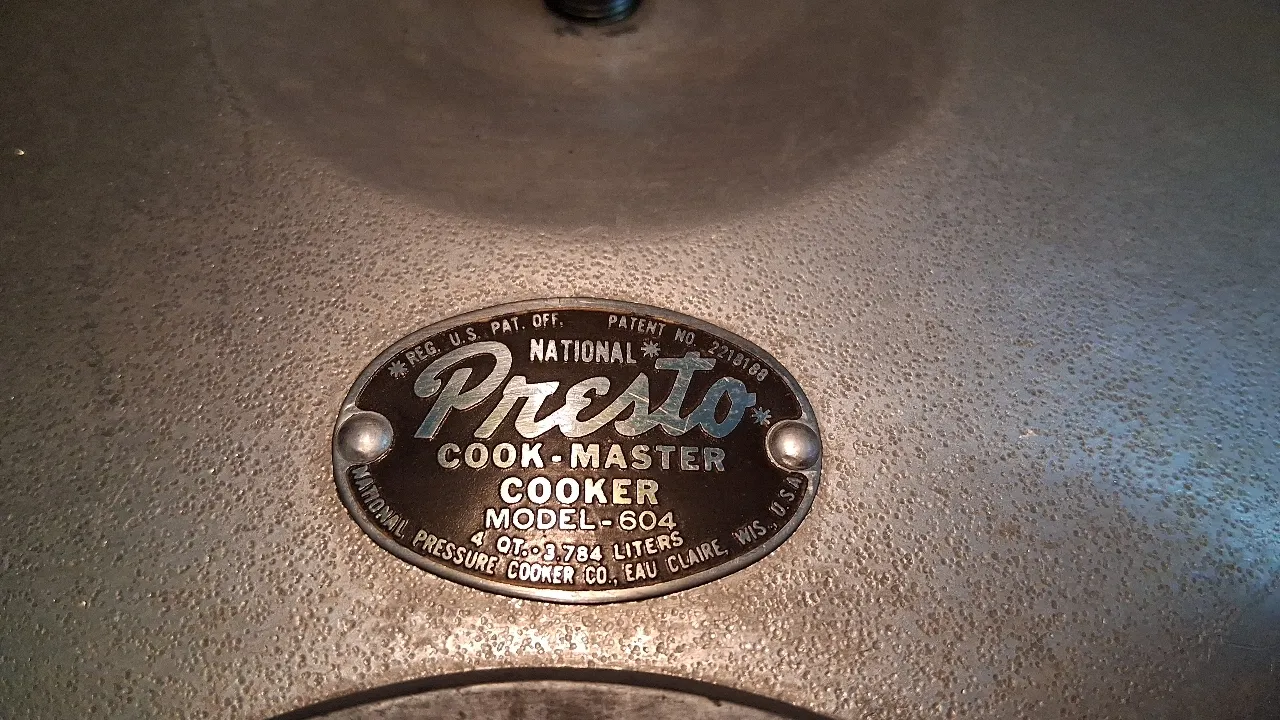 *REG. U.S. PAT. OFF. PATENT NO. 2218188
NATIONAL*
Presto*
COOK-MASTER
COOKER
MODEL-604
4 QT.-3.784 LITERS
NATIONAL PRESSURE COOKER CO., EAU CLAIRE, WIS., U.S.A.